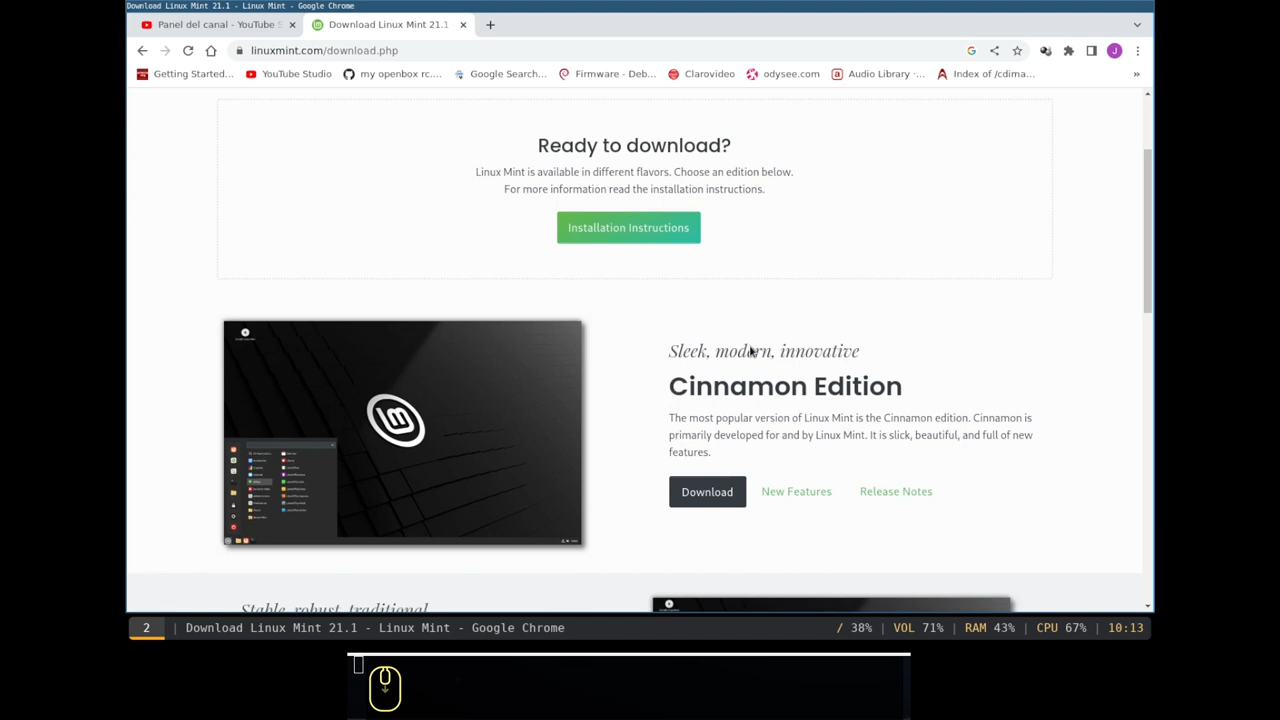 Download Linux Mint 21.1 - Linux Mint - Google Chrome
Panel del canal - YouTube S
Download Linux Mint 21.1
linuxmint.com/download.php
J
Getting Started...
YouTube Studio
my openbox rc....
Google Search...
Firmware - Deb...
Clarovideo
odysee.com
Audio Library ·...
Index of /cdima...
»
Ready to download?
Linux Mint is available in different flavors. Choose an edition below.
For more information read the installation instructions.
Installation Instructions
Sleek, modern, innovative
Cinnamon Edition
The most popular version of Linux Mint is the Cinnamon edition. Cinnamon is
primarily developed for and by Linux Mint. It is slick, beautiful, and full of new
features.
Download
New Features
Release Notes
Stable, robust, traditional
2 | Download Linux Mint 21.1 - Linux Mint - Google Chrome
/ 38% | VOL 71% | RAM 43% | CPU 67% | 10:13